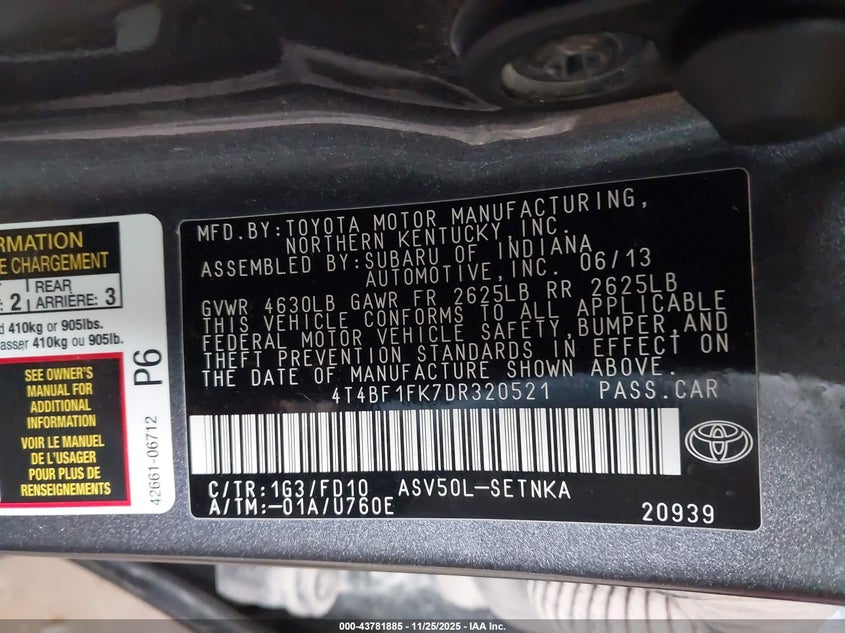 RMATION
E CHARGEMENT
REAR
: 2
ARRIÈRE: 3
d 410kg or 905lbs.
asser 410kg ou 905lb.
SEE OWNER'S
MANUAL FOR
ADDITIONAL
INFORMATION
VOIR LE MANUEL
DE L'USAGER
POUR PLUS DE
RENSEIGNEMENTS
P6
42661-06712
MFD.BY:TOYOTA MOTOR MANUFACTURING,
NORTHERN KENTUCKY, INC.
ASSEMBLED BY:SUBARU OF INDIANA
AUTOMOTIVE,INC. 06/13
GVWR 4630LB GAWR FR 2625LB RR 2625LB
THIS VEHICLE CONFORMS TO ALL APPLICABLE
FEDERAL MOTOR VEHICLE SAFETY,BUMPER,AND
THEFT PREVENTION STANDARDS IN EFFECT ON
THE DATE OF MANUFACTURE SHOWN ABOVE.
4T4BF1FK7DR320521 PASS.CAR
C/TR:1G3/FD10 ASV50L-SETNKA
A/TM:-01A/U760E
20939
000-43781885 - 11/25/2025 - IAA Inc.